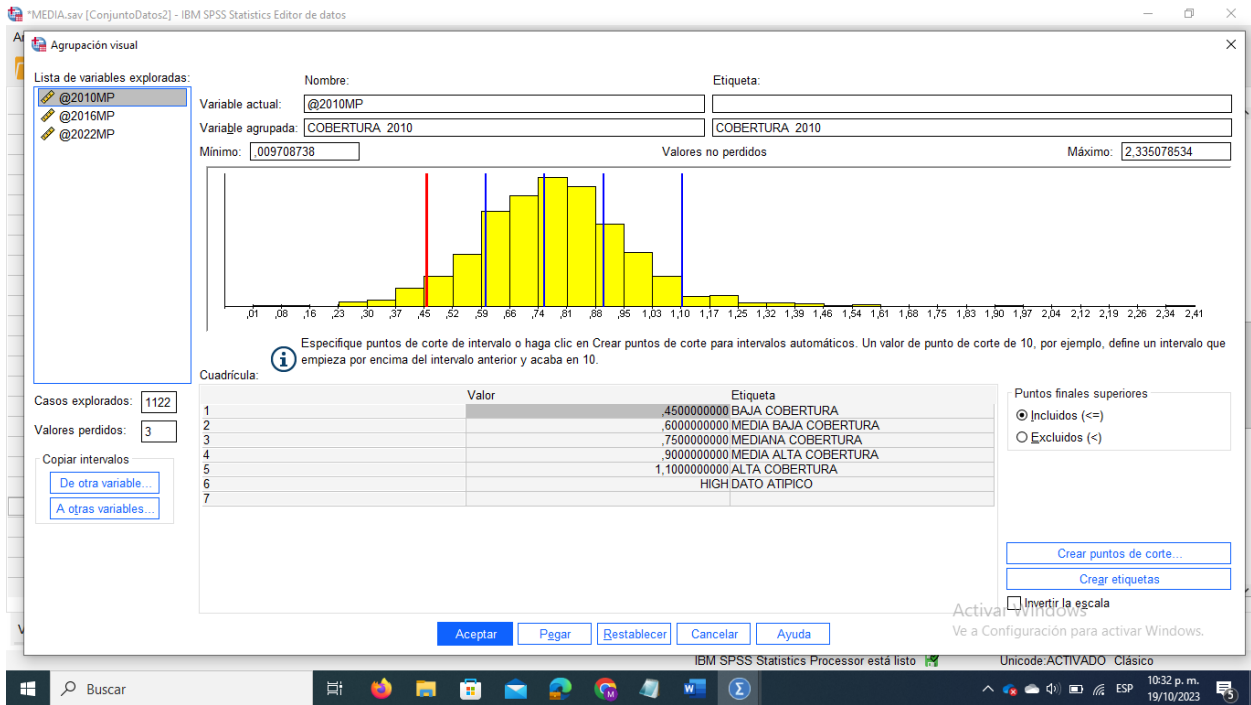 *MEDIA.sav [ConjuntoDatos2] - IBM SPSS Statistics Editor de datos
Agrupación visual
Lista de variables exploradas:
@2010MP
@2016MP
@2022MP
Nombre: Etiqueta:
Variable actual: @2010MP
Variable agrupada: COBERTURA 2010 COBERTURA 2010
Mínimo: ,009708738 Valores no perdidos Máximo: 2,335078534
,01 ,08 ,16 ,23 ,30 ,37 ,45 ,52 ,59 ,66 ,74 ,81 ,88 ,95 1,03 1,10 1,17 1,25 1,32 1,39 1,46 1,54 1,61 1,68 1,75 1,83 1,90 1,97 2,04 2,12 2,19 2,26 2,34 2,41
Especifique puntos de corte de intervalo o haga clic en Crear puntos de corte para intervalos automáticos. Un valor de punto de corte de 10, por ejemplo, define un intervalo que
empieza por encima del intervalo anterior y acaba en 10.
Cuadrícula:
Valor Etiqueta
1 ,4500000000 BAJA COBERTURA
2 ,6000000000 MEDIA BAJA COBERTURA
3 ,7500000000 MEDIANA COBERTURA
4 ,9000000000 MEDIA ALTA COBERTURA
5 1,1000000000 ALTA COBERTURA
6 HIGH DATO ATIPICO
7
Casos explorados: 1122
Valores perdidos: 3
Copiar intervalos
De otra variable...
A otras variables...
Puntos finales superiores
Incluidos (<=)
Excluidos (<)
Crear puntos de corte...
Crear etiquetas
Invertir la escala
Activar Windows
Ve a Configuración para activar Windows.
Aceptar Pegar Restablecer Cancelar Ayuda
IBM SPSS Statistics Processor está listo Unicode:ACTIVADO Clásico
Buscar
ESP
10:32 p. m.
19/10/2023
5